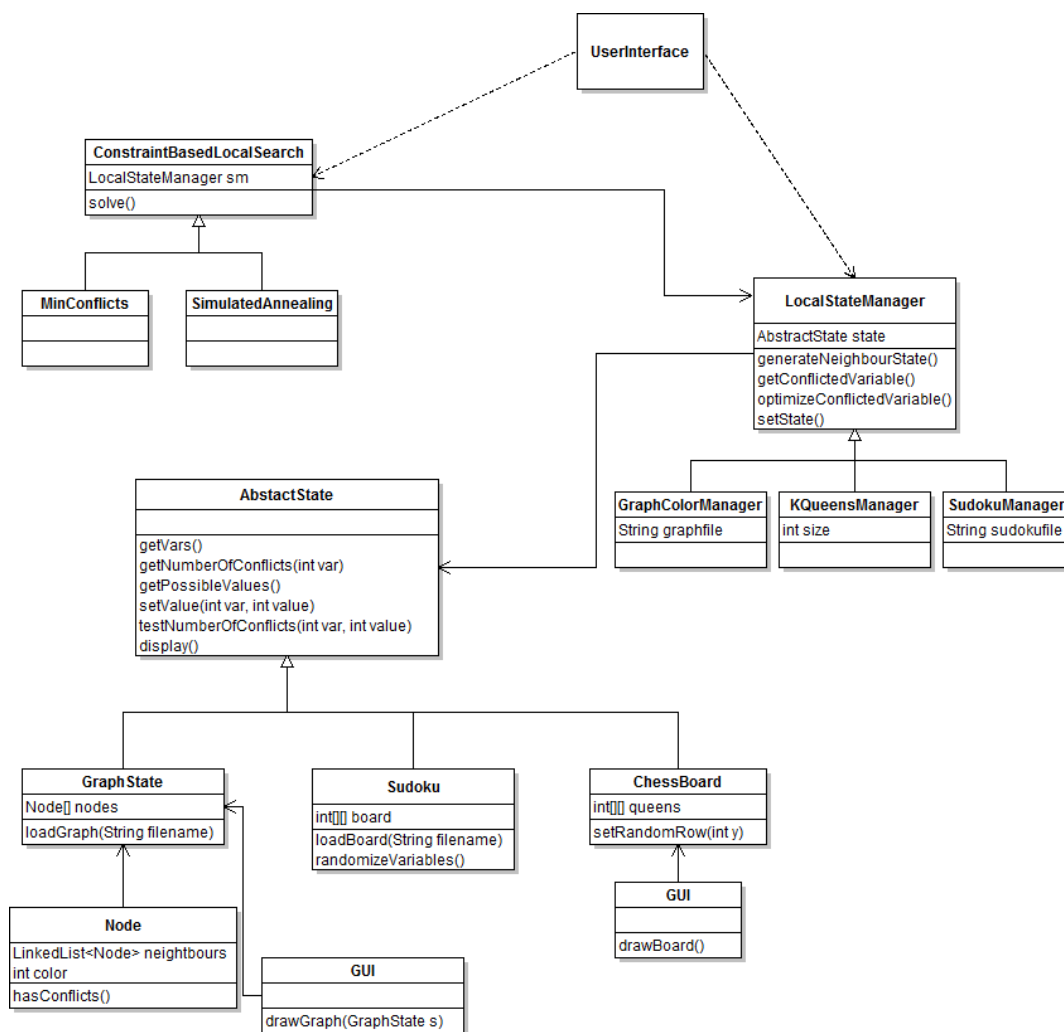 UserInterface
ConstraintBasedLocalSearch
LocalStateManager sm
solve()
MinConflicts
SimulatedAnnealing
LocalStateManager
AbstractState state
generateNeighbourState()
getConflictedVariable()
optimizeConflictedVariable()
setState()
GraphColorManager
String graphfile
KQueensManager
int size
SudokuManager
String sudokufile
AbstactState
getVars()
getNumberOfConflicts(int var)
getPossibleValues()
setValue(int var, int value)
testNumberOfConflicts(int var, int value)
display()
GraphState
Node[] nodes
loadGraph(String filename)
Sudoku
int[][] board
loadBoard(String filename)
randomizeVariables()
ChessBoard
int[][] queens
setRandomRow(int y)
Node
LinkedList<Node> neightbours
int color
hasConflicts()
GUI
drawGraph(GraphState s)
GUI
drawBoard()